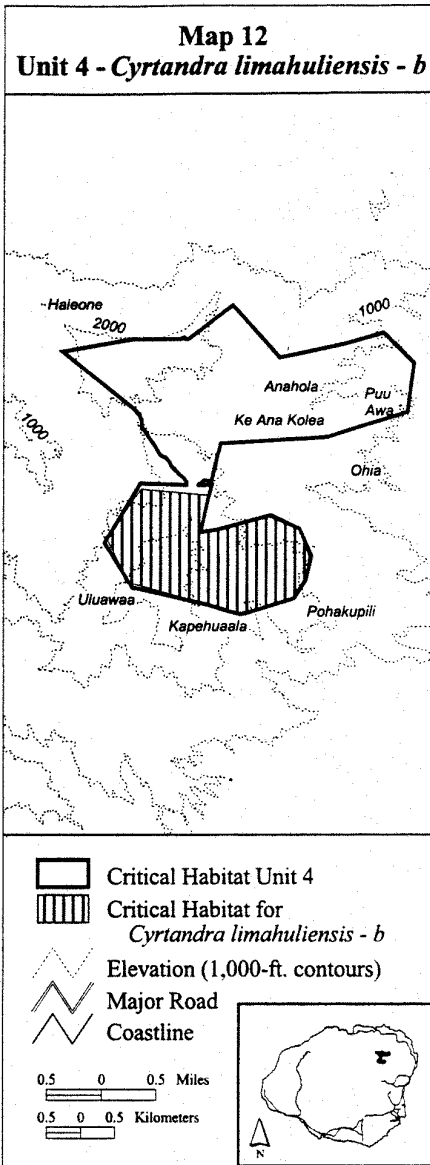 Map 12
Unit 4 - Cyrtandra limahuliensis - b
Haleone
2000
1000
Anahola
Puu
Awa
Ke Ana Kolea
1000
Ohia
Uluawaa
Pohakupili
Kapehuaala
Critical Habitat Unit 4
Critical Habitat for
Cyrtandra limahuliensis - b
Elevation (1,000-ft. contours)
Major Road
Coastline
0.5 0 0.5 Miles
0.5 0 0.5 Kilometers
N